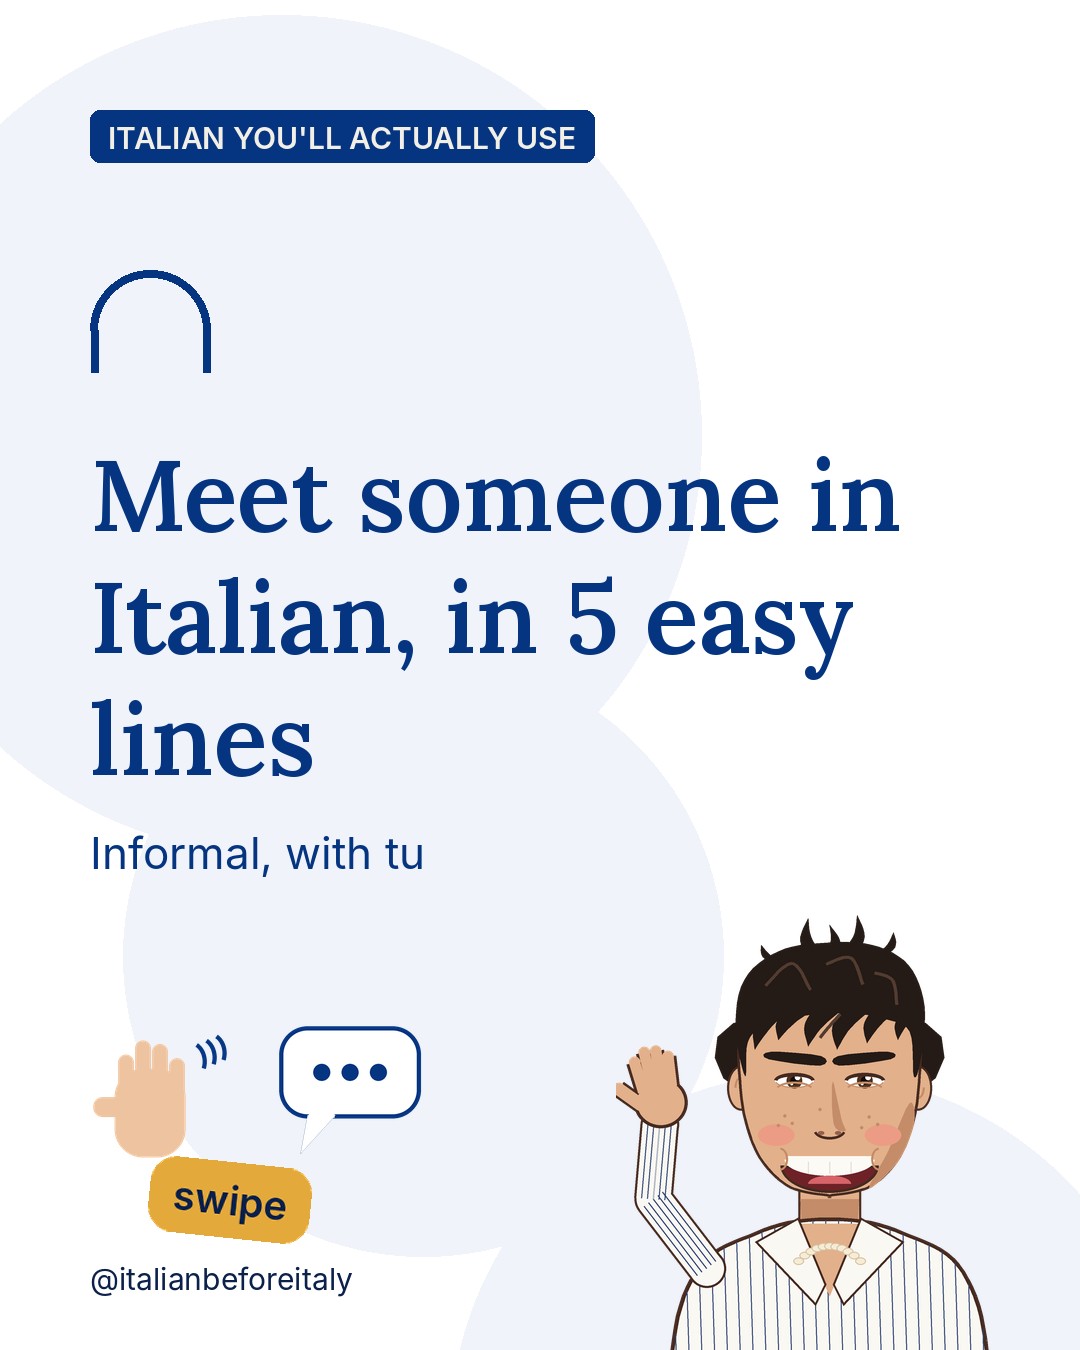 ITALIAN YOU'LL ACTUALLY USE
Meet someone in
Italian, in 5 easy
lines
Informal, with tu
swipe
@italianbeforeitaly